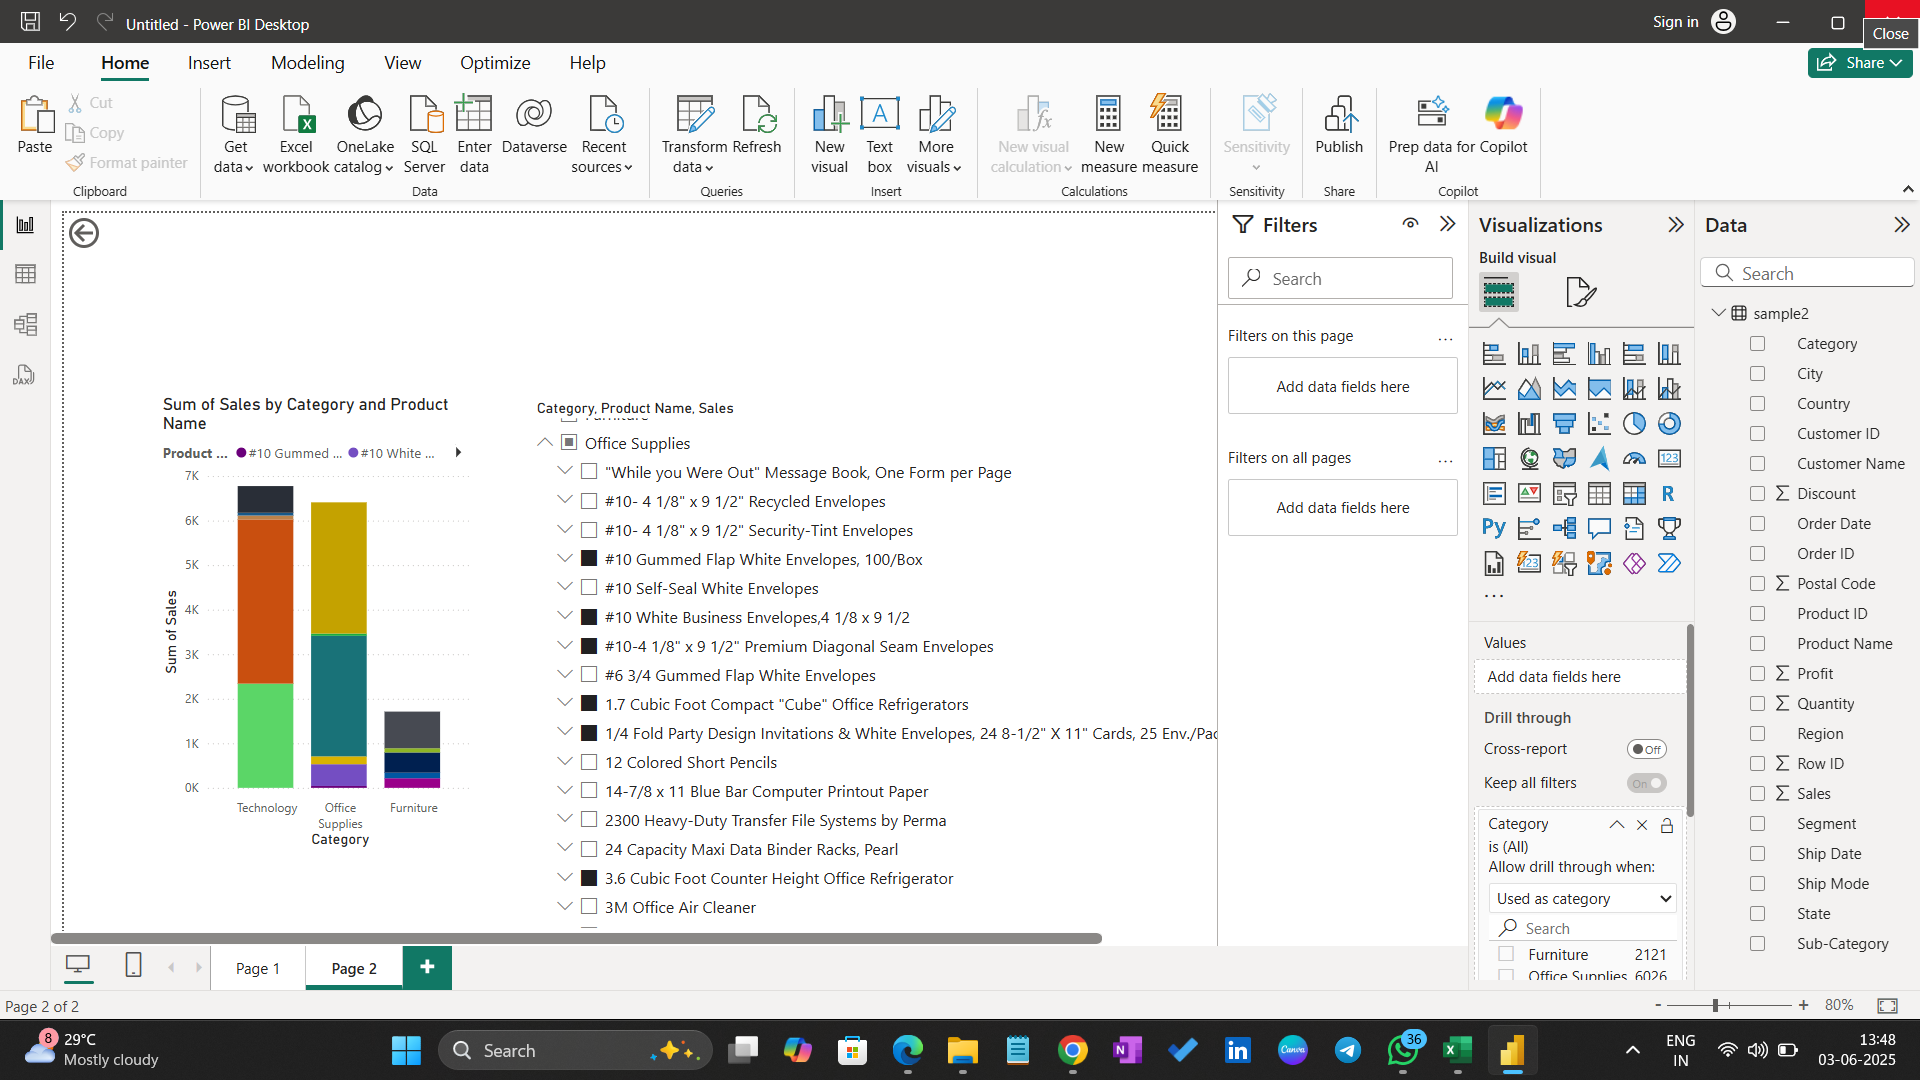 Untitled - Power BI Desktop
Sign in
Close
File
Home
Insert
Modeling
View
Optimize
Help
Share
Paste
Cut
Copy
Format painter
Clipboard
Get data
Excel workbook
OneLake catalog
SQL Server
Enter data
Dataverse
Recent sources
Data
Transform data
Refresh
Queries
New visual
Text box
More visuals
Insert
New visual calculation
New measure
Quick measure
Calculations
Sensitivity
Sensitivity
Publish
Share
Prep data for AI
Copilot
Copilot
Sum of Sales by Category and Product
Name
Product ...
#10 Gummed ...
#10 White ...
7K
6K
5K
4K
3K
2K
1K
0K
Sum of Sales
Technology
Office Supplies
Furniture
Category
Category, Product Name, Sales
Furniture
Office Supplies
"While you Were Out" Message Book, One Form per Page
#10- 4 1/8" x 9 1/2" Recycled Envelopes
#10- 4 1/8" x 9 1/2" Security-Tint Envelopes
#10 Gummed Flap White Envelopes, 100/Box
#10 Self-Seal White Envelopes
#10 White Business Envelopes,4 1/8 x 9 1/2
#10-4 1/8" x 9 1/2" Premium Diagonal Seam Envelopes
#6 3/4 Gummed Flap White Envelopes
1.7 Cubic Foot Compact "Cube" Office Refrigerators
1/4 Fold Party Design Invitations & White Envelopes, 24 8-1/2" X 11" Cards, 25 Env./Pac
12 Colored Short Pencils
14-7/8 x 11 Blue Bar Computer Printout Paper
2300 Heavy-Duty Transfer File Systems by Perma
24 Capacity Maxi Data Binder Racks, Pearl
3.6 Cubic Foot Counter Height Office Refrigerator
3M Office Air Cleaner
Filters
Search
Filters on this page
...
Add data fields here
Filters on all pages
...
Add data fields here
Visualizations
Build visual
123
R
Py
123
...
Values
Add data fields here
Drill through
Cross-report
Off
Keep all filters
On
Category
is (All)
Allow drill through when:
Used as category
Search
Furniture 2121
Office Supplies 6026
Data
Search
sample2
Category
City
Country
Customer ID
Customer Name
Discount
Order Date
Order ID
Postal Code
Product ID
Product Name
Profit
Quantity
Region
Row ID
Sales
Segment
Ship Date
Ship Mode
State
Sub-Category
Page 1
Page 2
+
Page 2 of 2
- + 80%
8
29°C
Mostly cloudy
Search
Canva
36
ENG
IN
13:48
03-06-2025